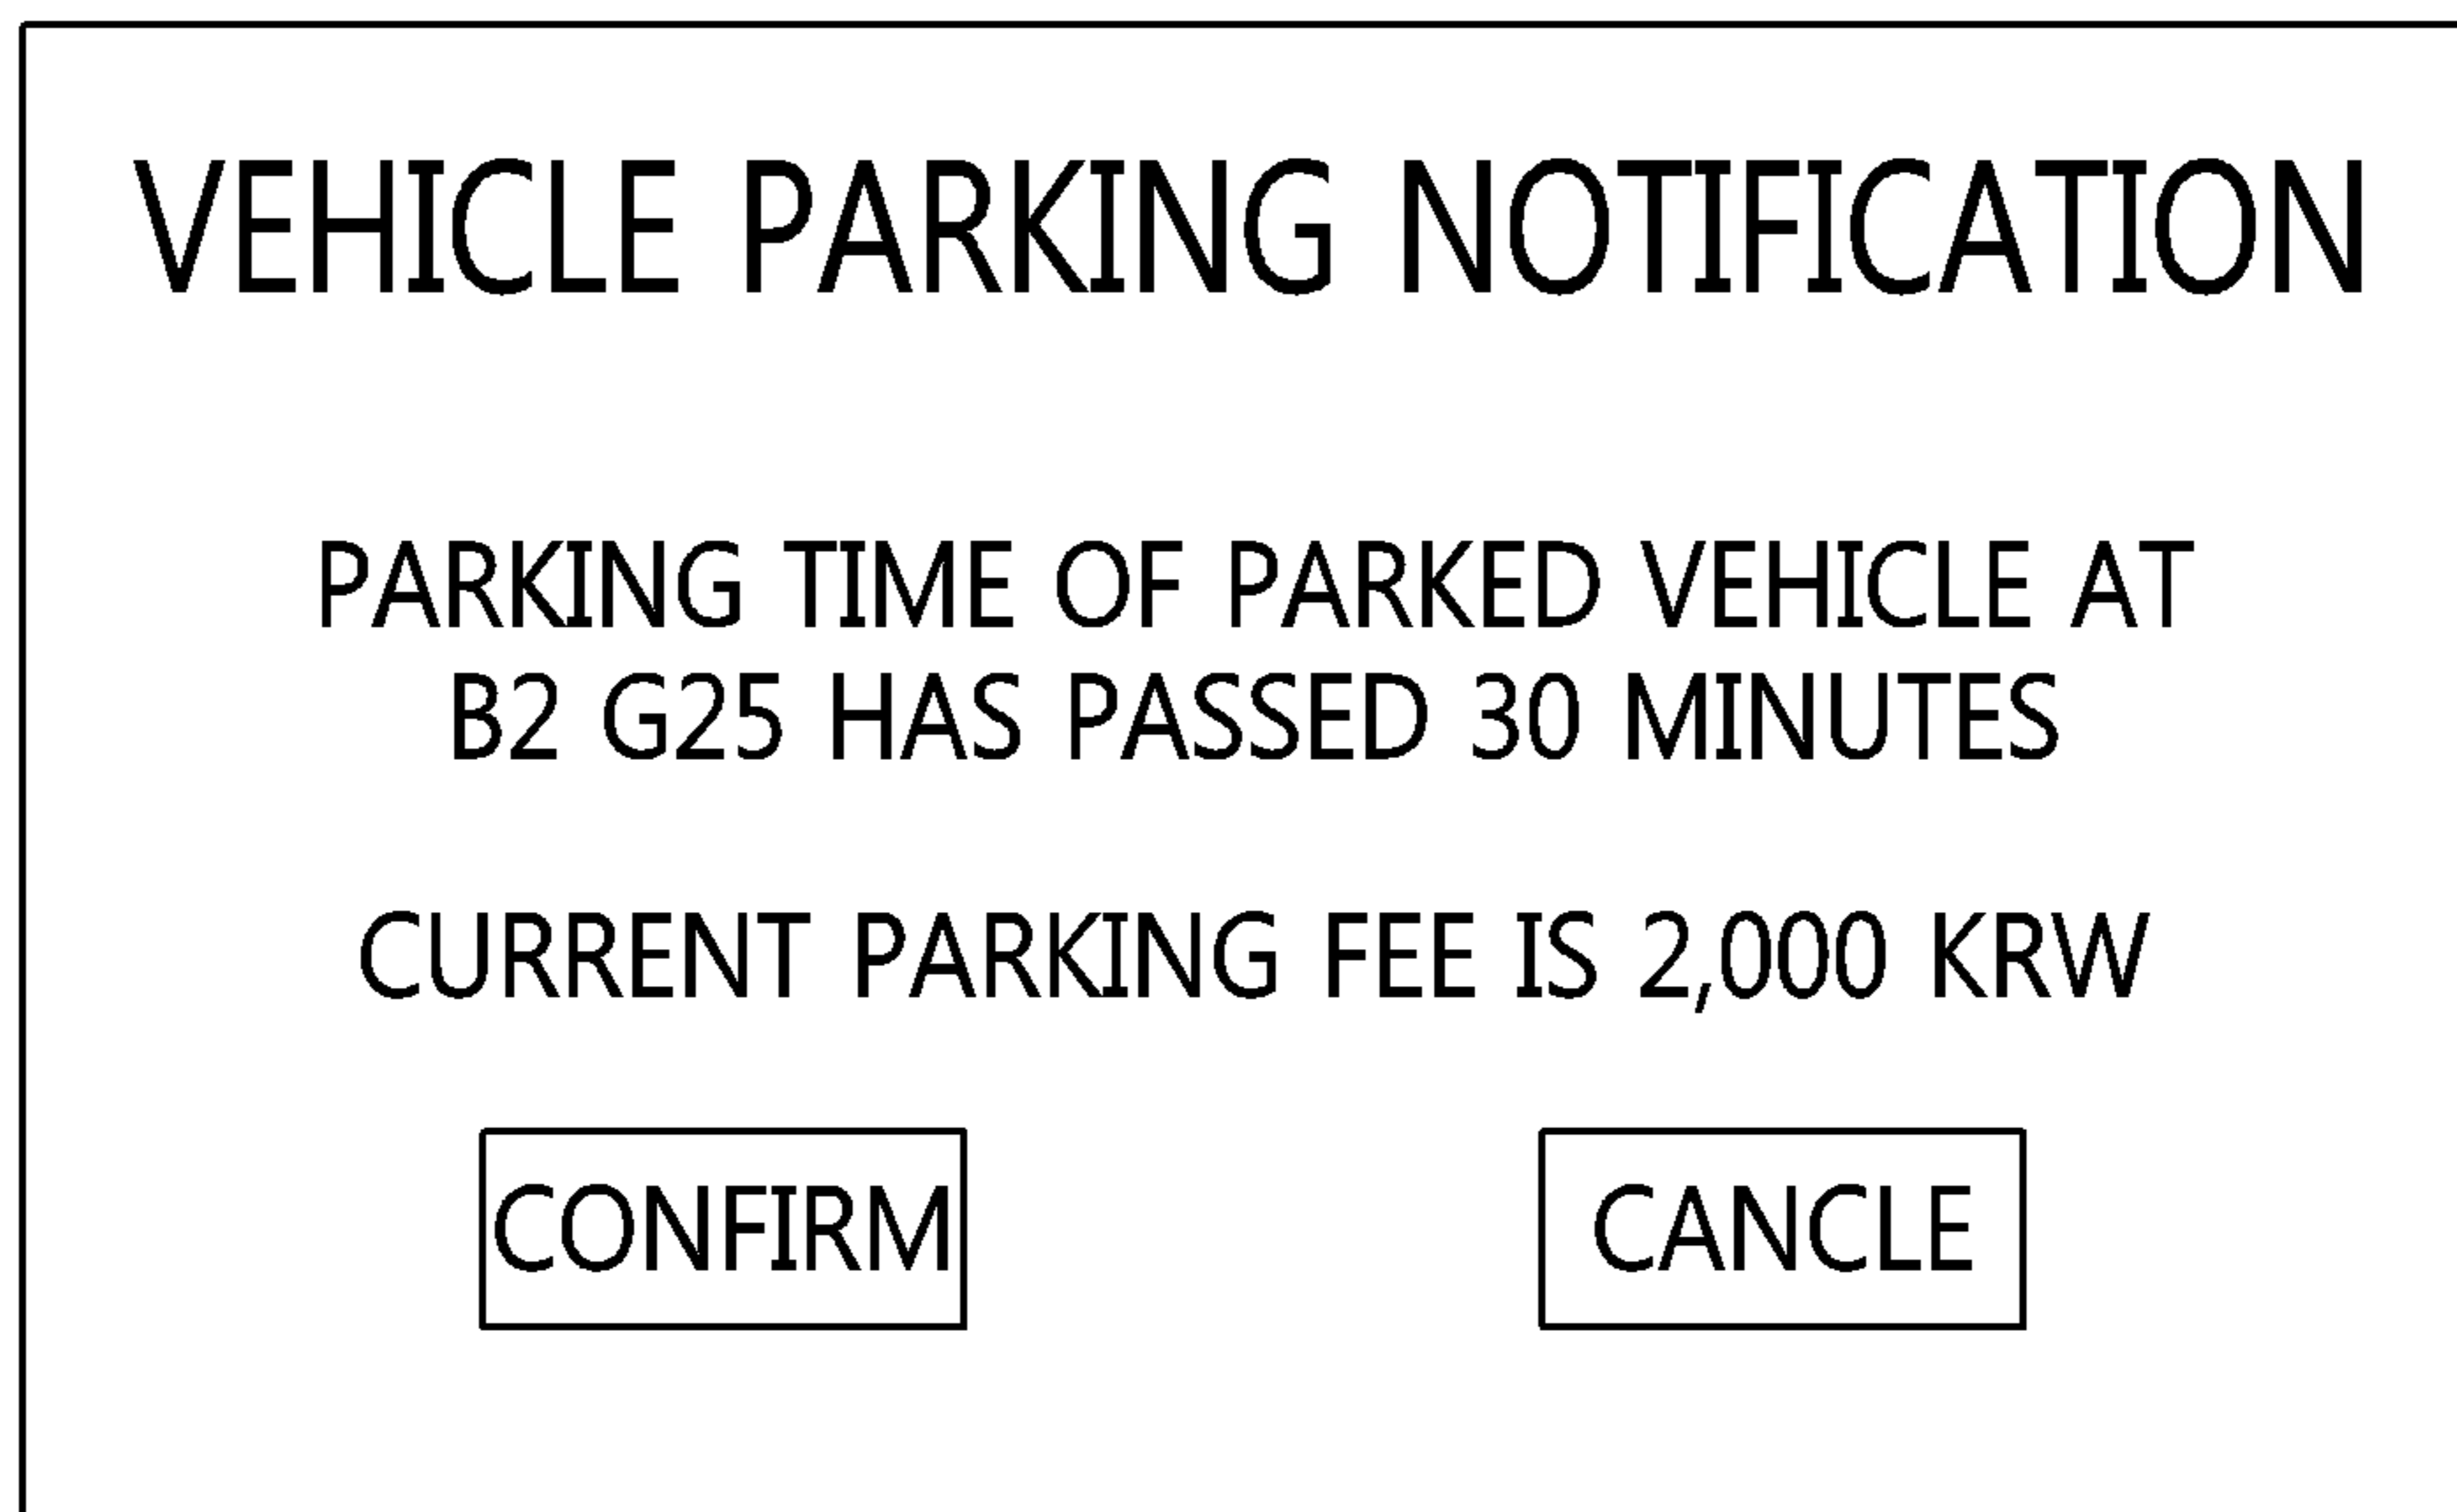 VEHICLE PARKING NOTIFICATION
PARKING TIME OF PARKED VEHICLE AT
B2 G25 HAS PASSED 30 MINUTES
CURRENT PARKING FEE IS 2,000 KRW
CONFIRM
CANCLE